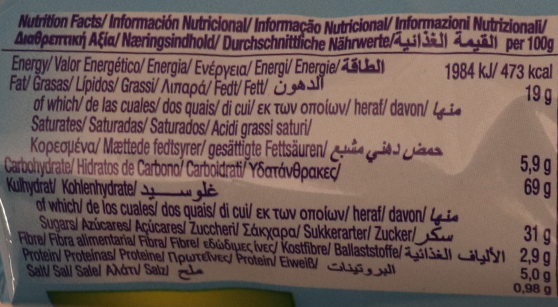 Nutrition Facts/ Información Nutricional/ Informação Nutricional/ Informazioni Nutrizionali/
Διαθρεπτική Αξία/ Næringsindhold/ Durchschnittliche Nährwerte/ القيمة الغذائية per 100g
Energy/ Valor Energético/ Energia/ Ενέργεια/ Energi/ Energie/ الطاقة 1984 kJ/ 473 kcal
Fat/ Grasas/ Lípidos/ Grassi/ Λιπαρά/ Fedt/ Fett/ الدهون 19 g
of which/ de las cuales/ dos quais/ di cui/ εκ των οποίων/ heraf/ davon/ منها
Saturates/ Saturadas/ Saturados/ Acidi grassi saturi/
Κορεσμένα/ Mættede fedtsyrer/ gesättigte Fettsäuren/ حمض دهني مشبع 5,9 g
Carbohydrate/ Hidratos de Carbono/ Carboidrati/ Υδατάνθρακες/
Kulhydrat/ Kohlenhydrate/ غلوسيد 69 g
of which/ de los cuales/ dos quais/ di cui/ εκ των οποίων/ heraf/ davon/ منها
Sugars/ Azúcares/ Açúcares/ Zuccheri/ Σάκχαρα/ Sukkerarter/ Zucker/ سكر 31 g
Fibre/ Fibra alimentaria/ Fibra/ Fibre/ εδώδιμες ίνες/ Kostfibre/ Ballaststoffe/ الألياف الغذائية 2,9 g
Protein/ Proteínas/ Proteine/ Πρωτεΐνες/ Protein/ Eiweiß/ البروتينات 5,0 g
Salt/ Sal/ Sale/ Αλάτι/ Salz/ ملح 0,98 g